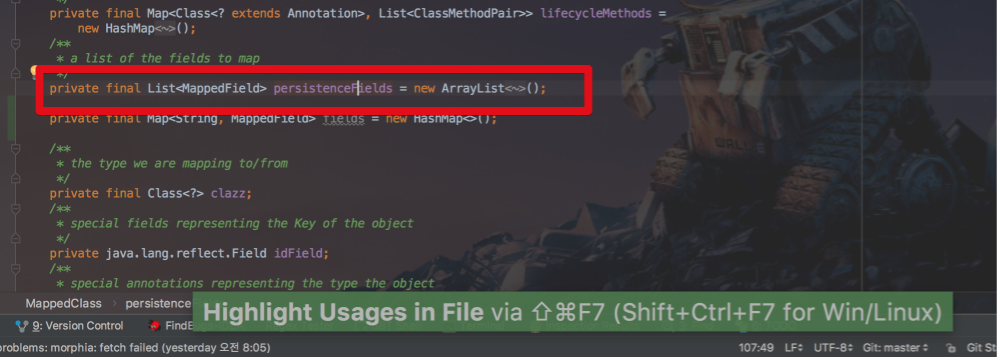 */
private final Map<Class<? extends Annotation>, List<ClassMethodPair>> lifecycleMethods =
new HashMap<~>();
/**
* a list of the fields to map
*/
private final List<MappedField> persistenceFields = new ArrayList<~>();
private final Map<String, MappedField> fields = new HashMap<>();
/**
* the type we are mapping to/from
*/
private final Class<?> clazz;
/**
* special fields representing the Key of the object
*/
private java.lang.reflect.Field idField;
/**
* special annotations representing the type the object
WALL
MappedClass › persistence
Highlight Usages in File via ⇧⌘F7 (Shift+Ctrl+F7 for Win/Linux)
9: Version Control
problems: morphia: fetch failed (yesterday 오전 8:05)
107:49 LF UTF-8 Git: master Git St